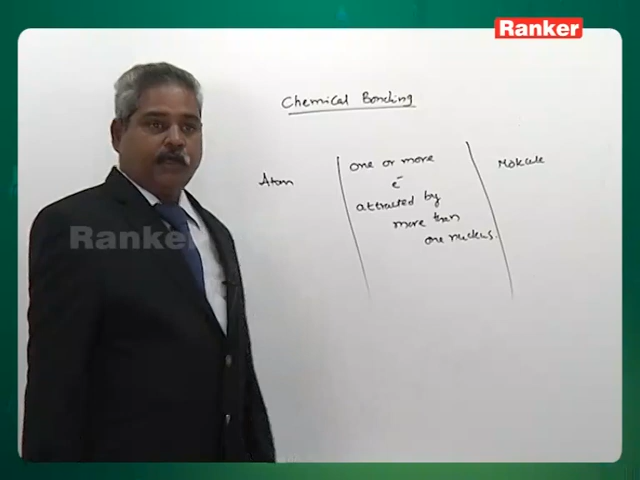 Ranker
Chemical Bonding
Atom
one or more
e⁻
attracted by
more than
one nucleus.
Molecule
Ranker